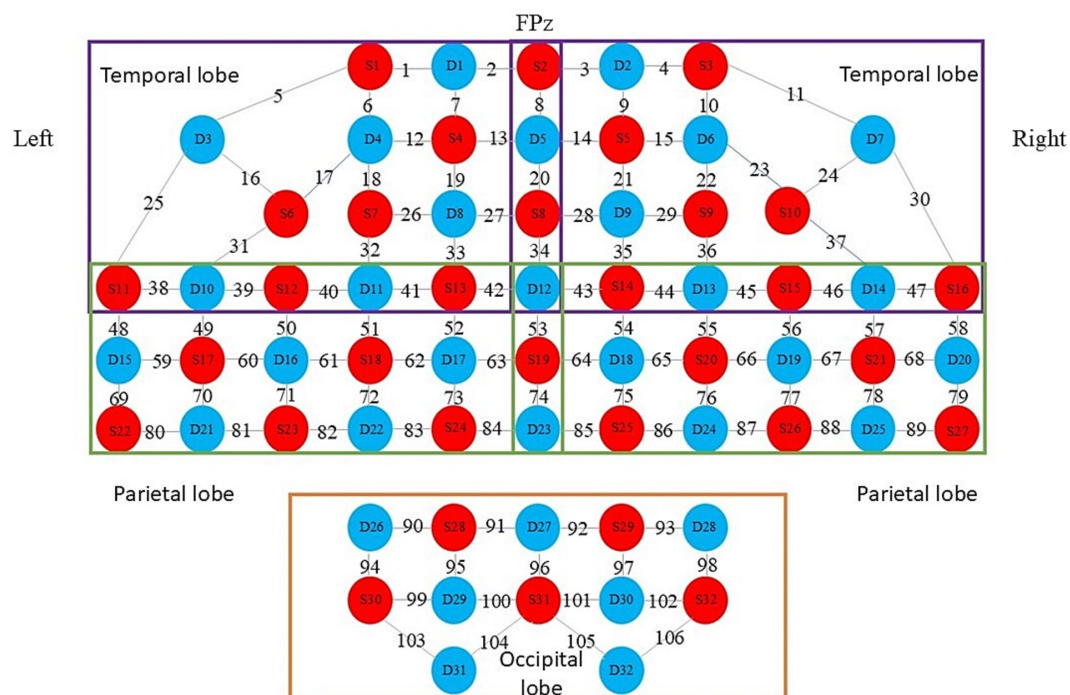 FPz
Temporal lobe
Temporal lobe
S1 1 D1 2 S2 3 D2 4 S3
5 6 7 8 9 10 11
Left
Right
D3 D4 12 S4 13 D5 14 S5 15 D6 D7
16 17 18 19 20 21 22 23 24
25 30
S6 S7 26 D8 27 S8 28 D9 29 S9 S10
31 32 33 34 35 36 37
S11 38 D10 39 S12 40 D11 41 S13 42 D12 43 S14 44 D13 45 S15 46 D14 47 S16
48 49 50 51 52 53 54 55 56 57 58
D15 59 S17 60 D16 61 S18 62 D17 63 S19 64 D18 65 S20 66 D19 67 S21 68 D20
69 70 71 72 73 74 75 76 77 78 79
S22 80 D21 81 S23 82 D22 83 S24 84 D23 85 S25 86 D24 87 S26 88 D25 89 S27
Parietal lobe
Parietal lobe
D26 90 S28 91 D27 92 S29 93 D28
94 95 96 97 98
S30 99 D29 100 S31 101 D30 102 S32
103 104 105 106
D31 D32
Occipital
lobe